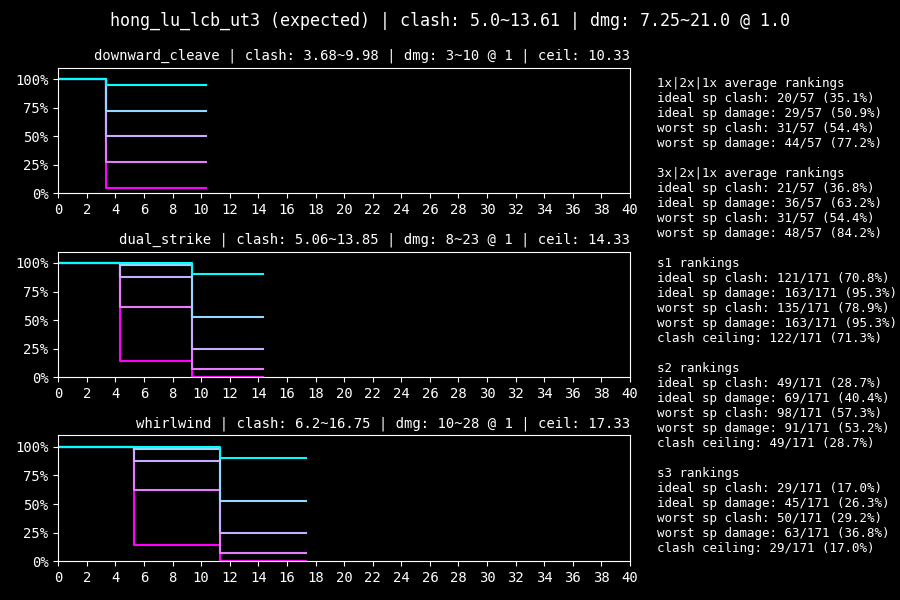 hong_lu_lcb_ut3 (expected) | clash: 5.0~13.61 | dmg: 7.25~21.0 @ 1.0
downward_cleave | clash: 3.68~9.98 | dmg: 3~10 @ 1 | ceil: 10.33
100%
75%
50%
25%
0%
0 2 4 6 8 10 12 14 16 18 20 22 24 26 28 30 32 34 36 38 40
dual_strike | clash: 5.06~13.85 | dmg: 8~23 @ 1 | ceil: 14.33
100%
75%
50%
25%
0%
0 2 4 6 8 10 12 14 16 18 20 22 24 26 28 30 32 34 36 38 40
whirlwind | clash: 6.2~16.75 | dmg: 10~28 @ 1 | ceil: 17.33
100%
75%
50%
25%
0%
0 2 4 6 8 10 12 14 16 18 20 22 24 26 28 30 32 34 36 38 40
1x|2x|1x average rankings
ideal sp clash: 20/57 (35.1%)
ideal sp damage: 29/57 (50.9%)
worst sp clash: 31/57 (54.4%)
worst sp damage: 44/57 (77.2%)
3x|2x|1x average rankings
ideal sp clash: 21/57 (36.8%)
ideal sp damage: 36/57 (63.2%)
worst sp clash: 31/57 (54.4%)
worst sp damage: 48/57 (84.2%)
s1 rankings
ideal sp clash: 121/171 (70.8%)
ideal sp damage: 163/171 (95.3%)
worst sp clash: 135/171 (78.9%)
worst sp damage: 163/171 (95.3%)
clash ceiling: 122/171 (71.3%)
s2 rankings
ideal sp clash: 49/171 (28.7%)
ideal sp damage: 69/171 (40.4%)
worst sp clash: 98/171 (57.3%)
worst sp damage: 91/171 (53.2%)
clash ceiling: 49/171 (28.7%)
s3 rankings
ideal sp clash: 29/171 (17.0%)
ideal sp damage: 45/171 (26.3%)
worst sp clash: 50/171 (29.2%)
worst sp damage: 63/171 (36.8%)
clash ceiling: 29/171 (17.0%)